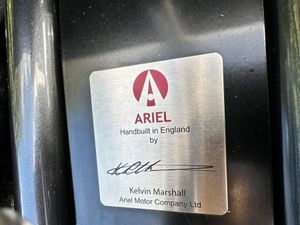 ARIEL
Handbuilt in England
by
Kelvin Marshall
Ariel Motor Company Ltd